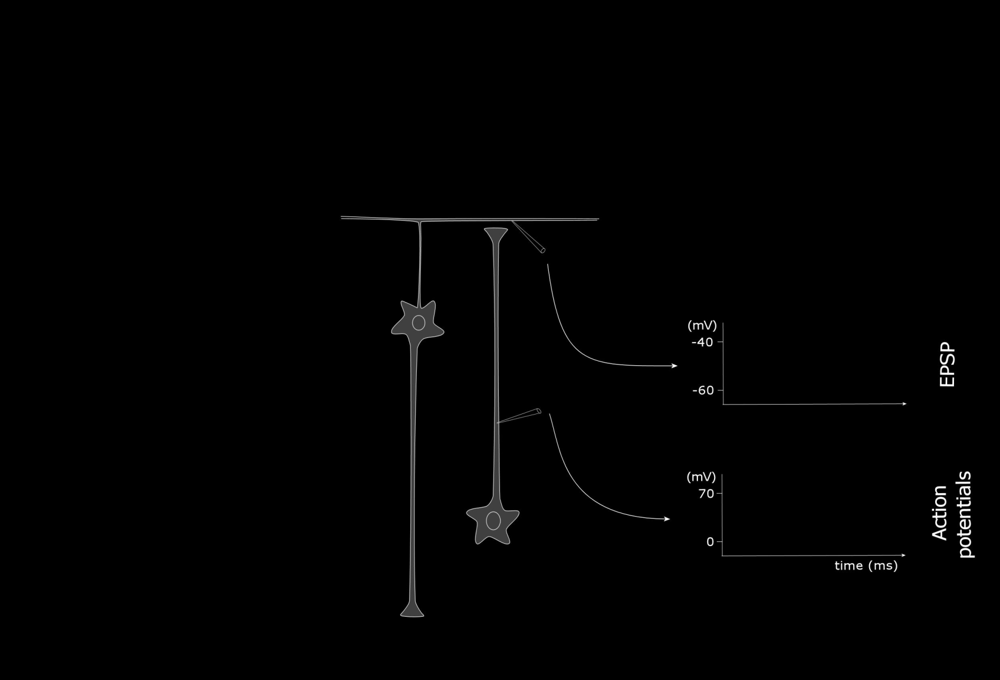 (mV)
-40
-60
EPSP
(mV)
70
0
time (ms)
Action
potentials